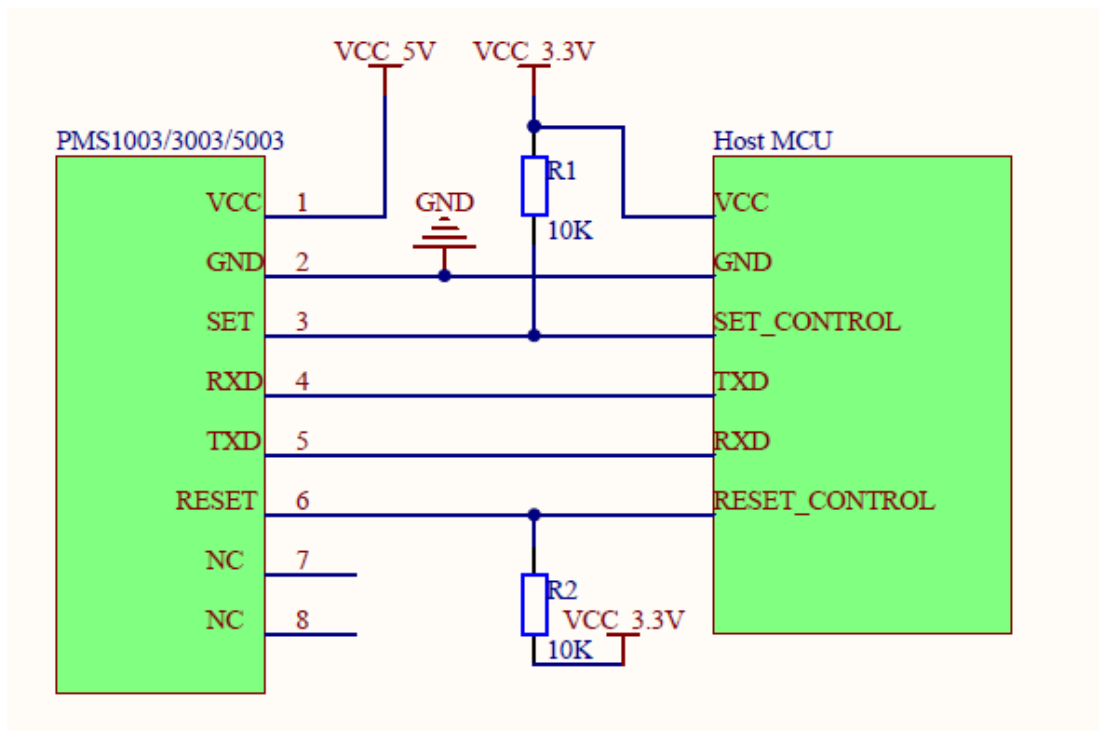 VCC_5V
VCC_3.3V
PMS1003/3003/5003
Host MCU
R1
VCC 1
GND
VCC
10K
GND 2
GND
SET 3
SET_CONTROL
RXD 4
TXD
TXD 5
RXD
RESET 6
RESET_CONTROL
NC 7
R2
NC 8
VCC_3.3V
10K